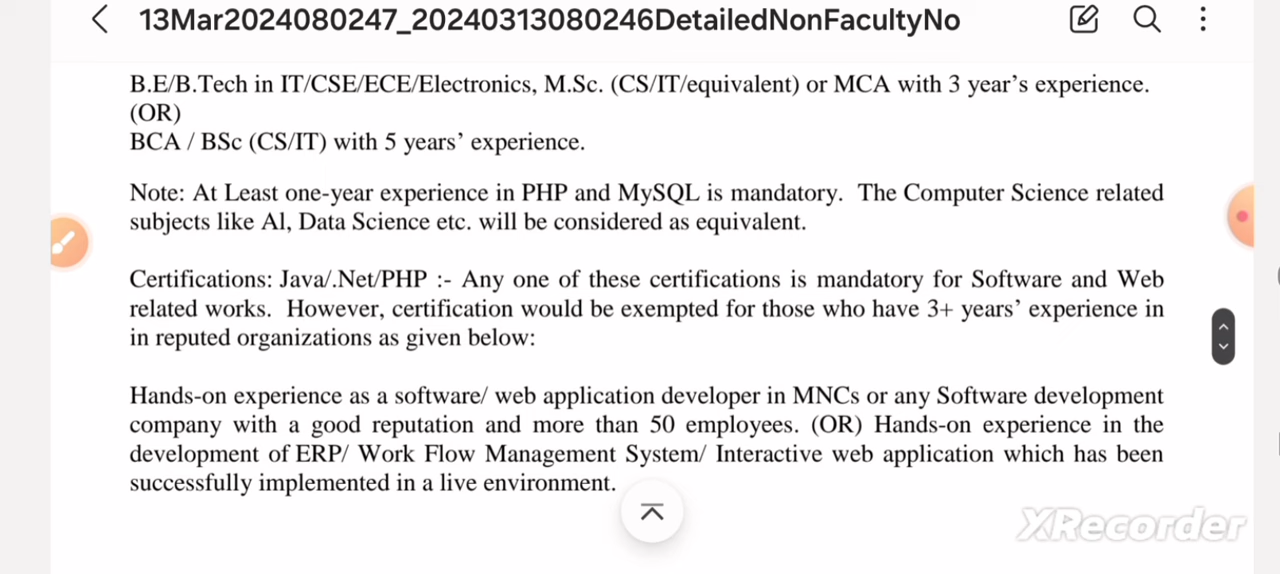 13Mar2024080247_20240313080246DetailedNonFacultyNo
B.E/B.Tech in IT/CSE/ECE/Electronics, M.Sc. (CS/IT/equivalent) or MCA with 3 year’s experience.
(OR)
BCA / BSc (CS/IT) with 5 years’ experience.
Note: At Least one-year experience in PHP and MySQL is mandatory. The Computer Science related
subjects like Al, Data Science etc. will be considered as equivalent.
Certifications: Java/.Net/PHP :- Any one of these certifications is mandatory for Software and Web
related works. However, certification would be exempted for those who have 3+ years’ experience in
in reputed organizations as given below:
Hands-on experience as a software/ web application developer in MNCs or any Software development
company with a good reputation and more than 50 employees. (OR) Hands-on experience in the
development of ERP/ Work Flow Management System/ Interactive web application which has been
successfully implemented in a live environment.
XRecorder